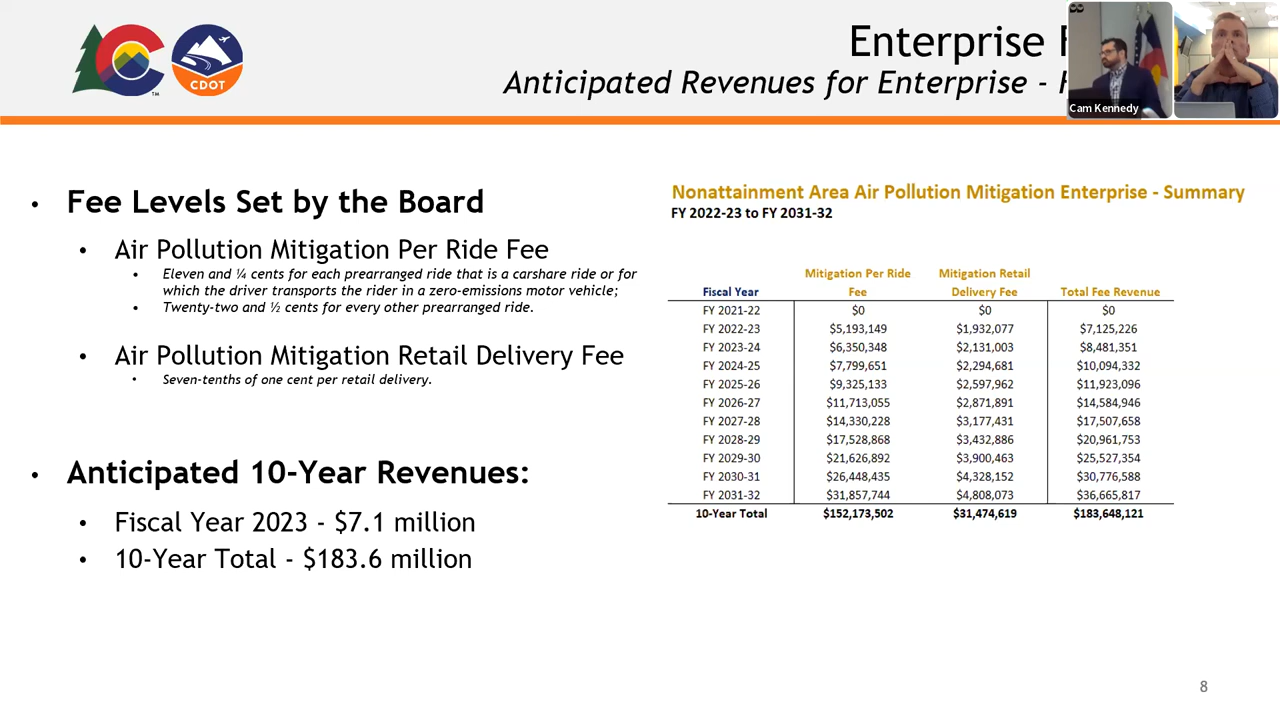 Enterprise
Anticipated Revenues for Enterprise -
Cam Kennedy
TM
CDOT
• Fee Levels Set by the Board
• Air Pollution Mitigation Per Ride Fee
• Eleven and ¼ cents for each prearranged ride that is a carshare ride or for
which the driver transports the rider in a zero-emissions motor vehicle;
• Twenty-two and ½ cents for every other prearranged ride.
• Air Pollution Mitigation Retail Delivery Fee
• Seven-tenths of one cent per retail delivery.
• Anticipated 10-Year Revenues:
• Fiscal Year 2023 - $7.1 million
• 10-Year Total - $183.6 million
Nonattainment Area Air Pollution Mitigation Enterprise - Summary
FY 2022-23 to FY 2031-32
Mitigation Per Ride Mitigation Retail
Fiscal Year Fee Delivery Fee Total Fee Revenue
FY 2021-22 $0 $0 $0
FY 2022-23 $5,193,149 $1,932,077 $7,125,226
FY 2023-24 $6,350,348 $2,131,003 $8,481,351
FY 2024-25 $7,799,651 $2,294,681 $10,094,332
FY 2025-26 $9,325,133 $2,597,962 $11,923,096
FY 2026-27 $11,713,055 $2,871,891 $14,584,946
FY 2027-28 $14,330,228 $3,177,431 $17,507,658
FY 2028-29 $17,528,868 $3,432,886 $20,961,753
FY 2029-30 $21,626,892 $3,900,463 $25,527,354
FY 2030-31 $26,448,435 $4,328,152 $30,776,588
FY 2031-32 $31,857,744 $4,808,073 $36,665,817
10-Year Total $152,173,502 $31,474,619 $183,648,121
8